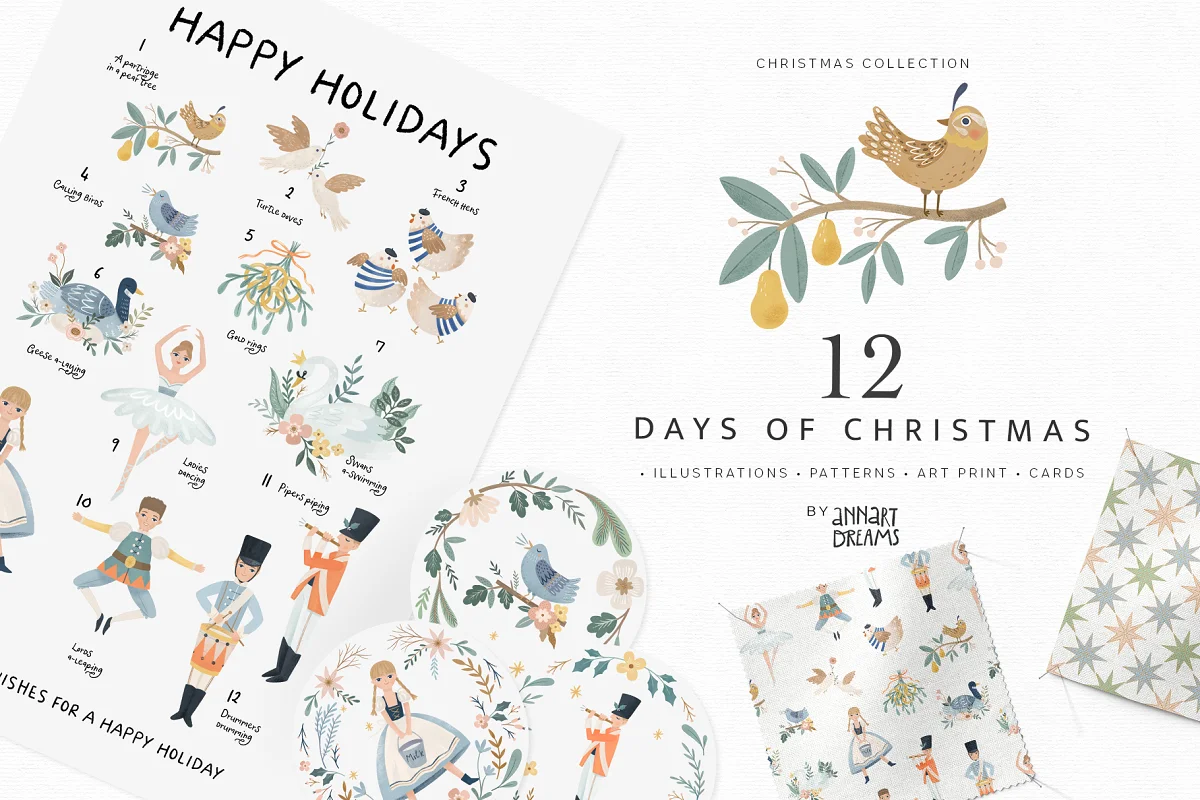 HAPPY HOLIDAYS
1
A partridge
in a pear tree
2
Turtle doves
3
French Hens
4
Calling Birds
5
Gold rings
6
Geese a-laying
7
Swans
a-swimming
9
Ladies
dancing
10
Lords
a-leaping
11 Pipers piping
12
Drummers
drumming
WISHES FOR A HAPPY HOLIDAY
Milk
CHRISTMAS COLLECTION
12
DAYS OF CHRISTMAS
• ILLUSTRATIONS • PATTERNS • ART PRINT • CARDS
BY ANNART
DREAMS